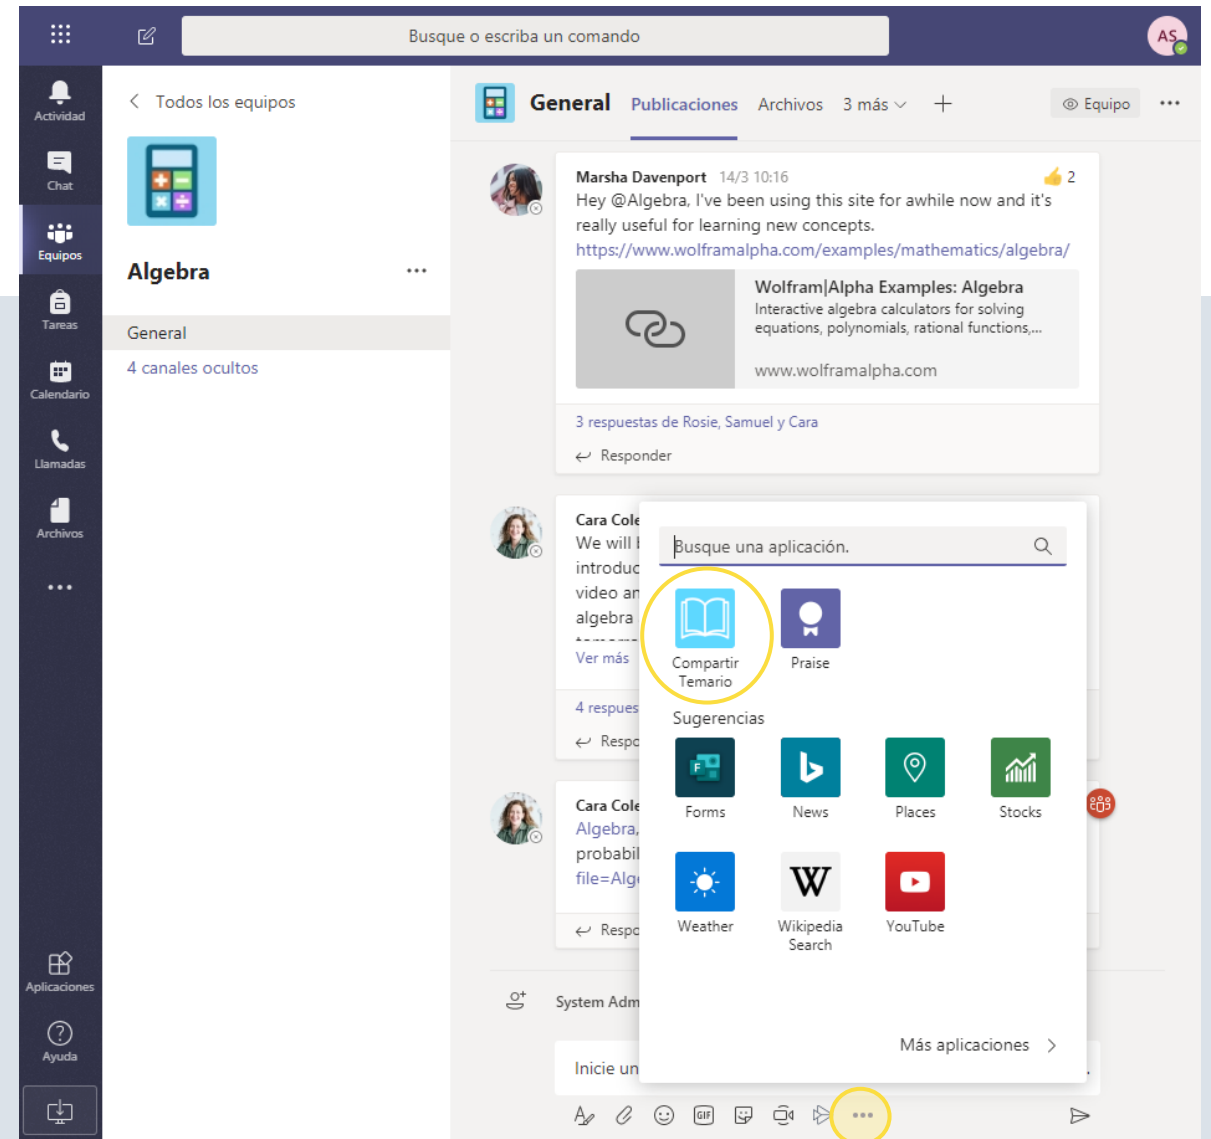 Busque o escriba un comando
AS
Actividad
Chat
Equipos
Tareas
Calendario
Llamadas
Archivos
Aplicaciones
Ayuda
Todos los equipos
Algebra
General
4 canales ocultos
General Publicaciones Archivos 3 más
Equipo
Marsha Davenport 14/3 10:16
2
Hey @Algebra, I've been using this site for awhile now and it's
really useful for learning new concepts.
https://www.wolframalpha.com/examples/mathematics/algebra/
Wolfram|Alpha Examples: Algebra
Interactive algebra calculators for solving
equations, polynomials, rational functions,...
www.wolframalpha.com
3 respuestas de Rosie, Samuel y Cara
Responder
Cara Cole
We will
introduc
video an
algebra
Ver más
4 respues
Respo
Cara Cole
Algebra,
probabil
file=Alg
Respo
System Adm
Inicie un
GIF
Busque una aplicación.
Compartir
Temario
Praise
Sugerencias
F
Forms
News
Places
Stocks
Weather
W
Wikipedia
Search
YouTube
Más aplicaciones